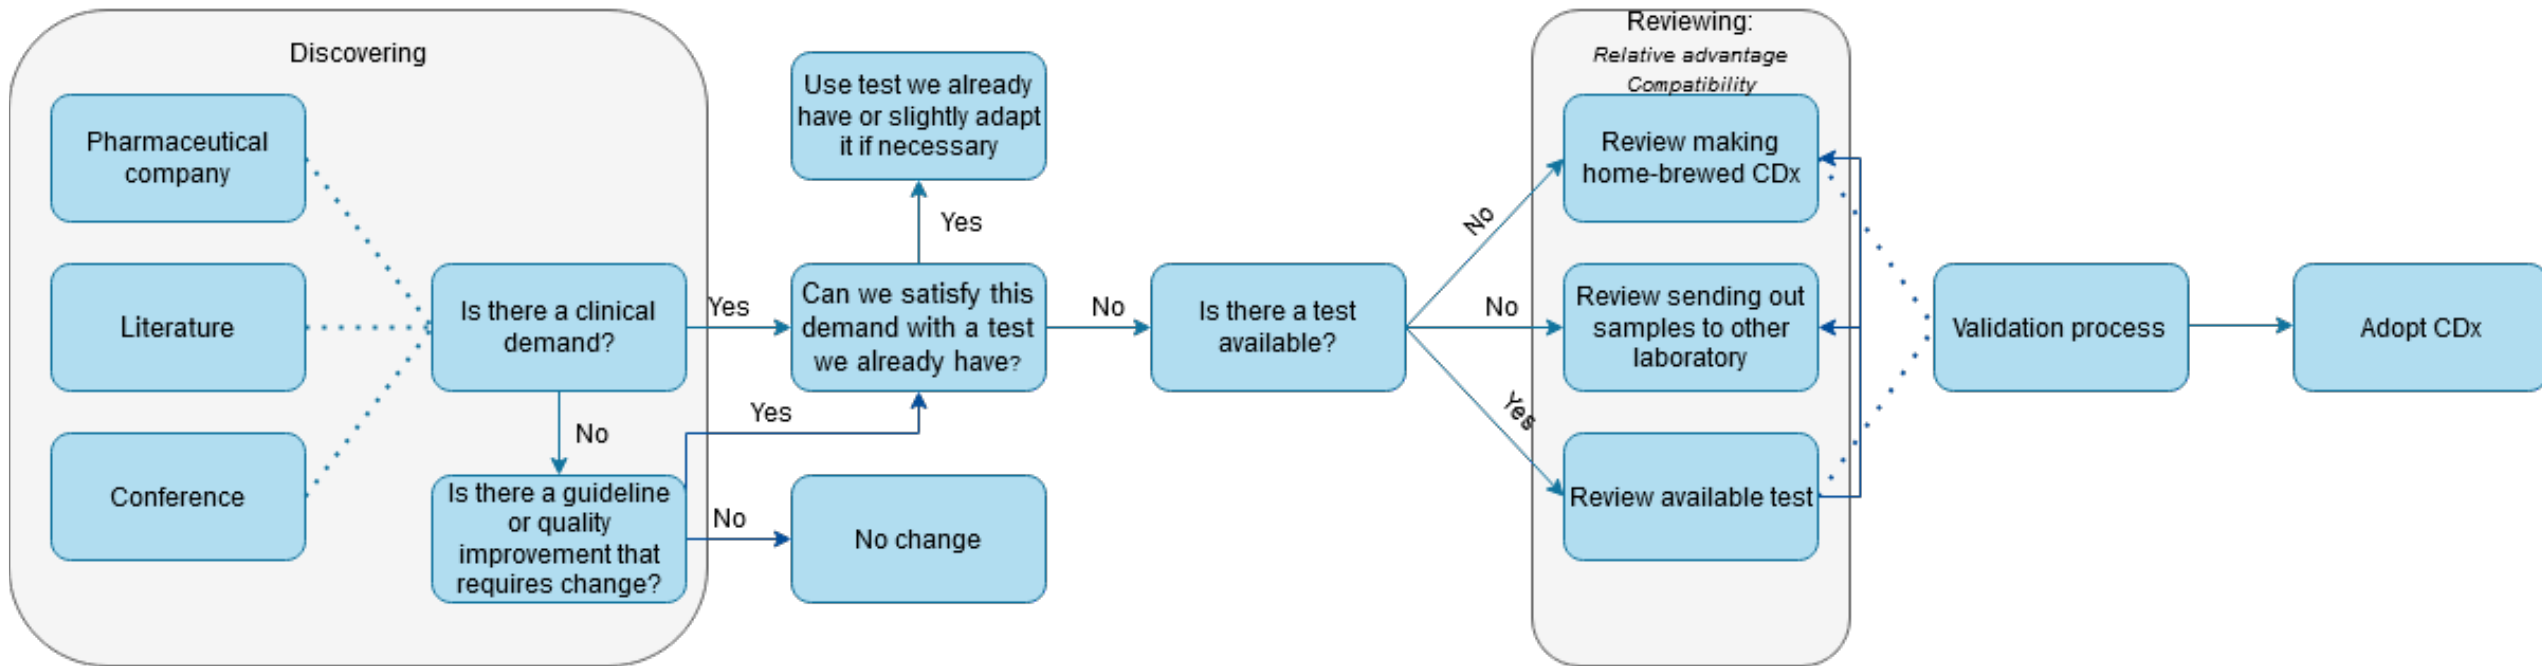 Discovering
Pharmaceutical
company
Literature
Conference
Is there a clinical
demand?
Yes
No
Is there a guideline
or quality
improvement that
requires change?
Yes
No
No change
Use test we already
have or slightly adapt
it if necessary
Yes
Can we satisfy this
demand with a test
we already have?
No
Is there a test
available?
No
No
Yes
Reviewing:
Relative advantage
Compatibility
Review making
home-brewed CDx
Review sending out
samples to other
laboratory
Review available test
Validation process
Adopt CDx